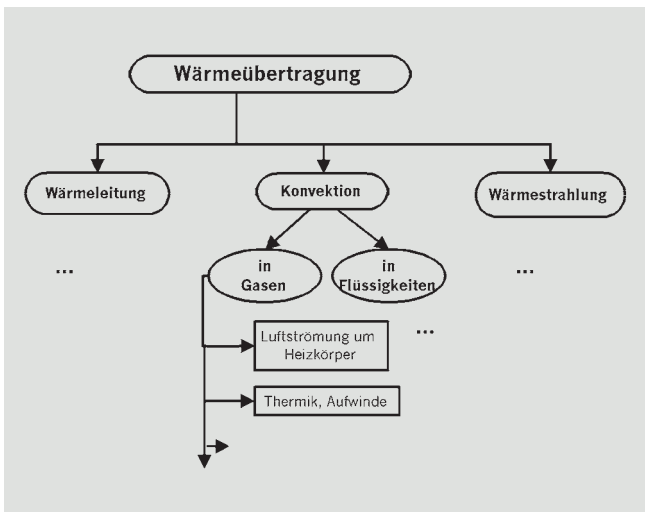 Wärmeübertragung
Wärmeleitung
Konvektion
Wärmestrahlung
...
in
Gasen
in
Flüssigkeiten
...
Luftströmung um
Heizkörper
...
Thermik, Aufwinde